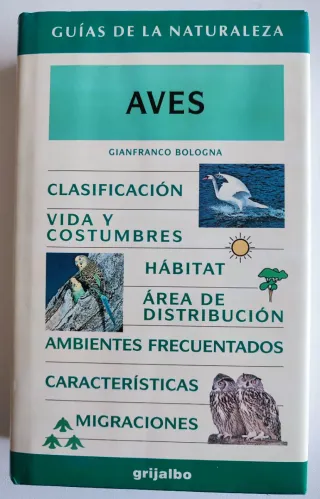 GUÍAS DE LA NATURALEZA
AVES
GIANFRANCO BOLOGNA
CLASIFICACIÓN
VIDA Y
COSTUMBRES
HÁBITAT
ÁREA DE
DISTRIBUCIÓN
AMBIENTES FRECUENTADOS
CARACTERÍSTICAS
MIGRACIONES
grijalbo